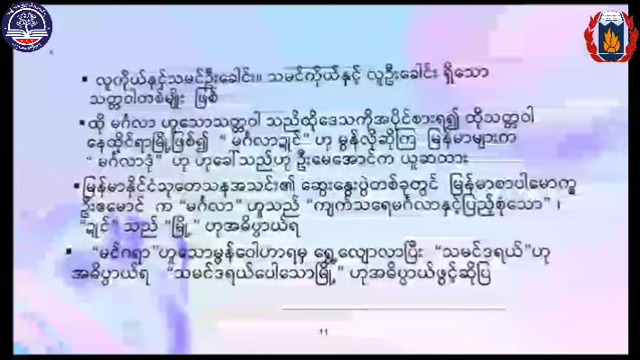 ▪ လူကိုယ်နှင့်သမင်ဦးခေါင်း။ သမင်ကိုယ်နှင့် လူဦးခေါင်း ရှိသော
သတ္တဝါတစ်မျိုး ဖြစ်
▪ ထို မင်္ဂလာ ဟူသောသတ္တဝါ သည်ထိုဒေသကိုအပိုင်စားရ၍ ထိုသတ္တဝါ
နေထိုင်ရာမြို့ဖြစ်၍ “ မင်္ဂလာဍုင်” ဟု မွန်လိုဆိုကြ မြန်မာများက
“ မင်္ဂလာဒုံ” ဟု ဟုခေါ်သည်ဟု ဦးမေအောင်က ယူဆထား
▪ မြန်မာနိုင်ငံသုတေသနအသင်း၏ ဆွေးနွေးပွဲတစ်ခုတွင် မြန်မာစာပါမောက္ခ
ဦးဧမောင် က “မင်္ဂလာ” ဟူသည် “ကျက်သရေမင်္ဂလာနှင့်ပြည့်စုံသော” ၊
“ဍုင်” သည် “မြို့” ဟုအဓိပ္ပာယ်ရ
▪ ဟူသောမွန်ဝေါဟာရမှ ရွေ့လျောလာပြီး “သမင်ဒရယ်”ဟု
အဓိပ္ပာယ်ရ “သမင်ဒရယ်ပေါသောမြို့” ဟုအဓိပ္ပာယ်ဖွင့်ဆိုပြ
11